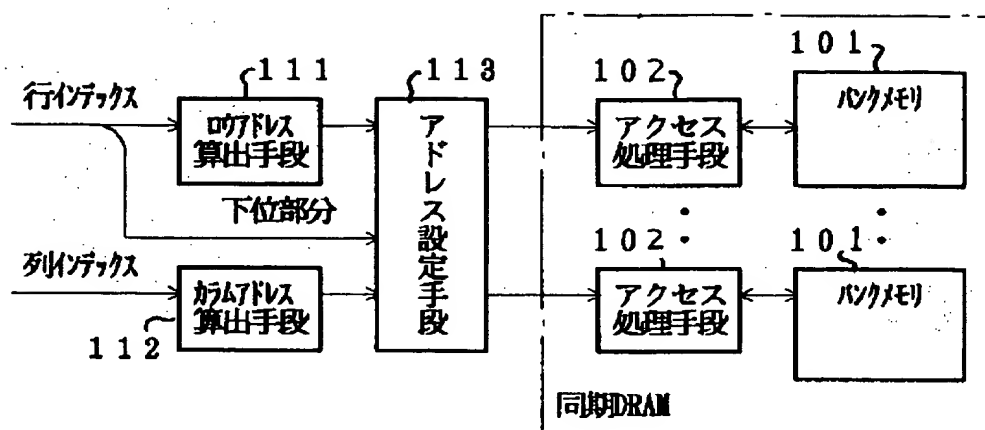 111
行インデックス
ロウアドレス
算出手段
下位部分
列インデックス
カラムアドレス
算出手段
112
113
アドレス設定手段
102
アクセス
処理手段
101
バンクメモリ
102
アクセス
処理手段
101
バンクメモリ
同期DRAM